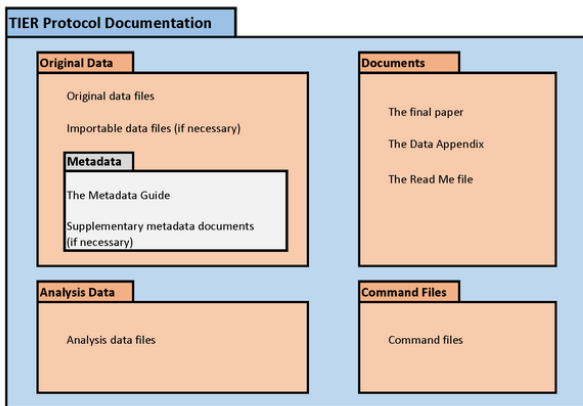 TIER Protocol Documentation
Original Data
Original data files
Importable data files (if necessary)
Metadata
The Metadata Guide
Supplementary metadata documents
(if necessary)
Documents
The final paper
The Data Appendix
The Read Me file
Analysis Data
Analysis data files
Command Files
Command files